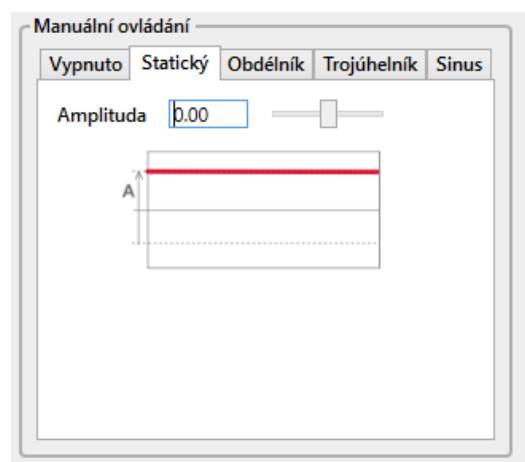 Manuální ovládání
Vypnuto Statický Obdélník Trojúhelník Sinus
Amplituda 0.00
A